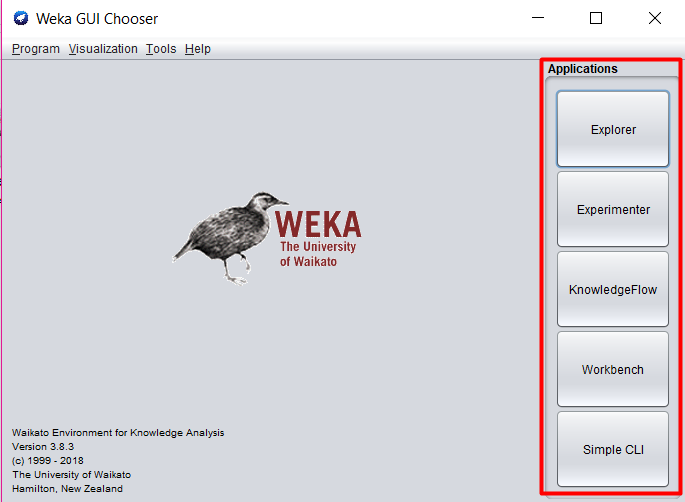 Weka GUI Chooser
Program Visualization Tools Help
Applications
Explorer
Experimenter
KnowledgeFlow
Workbench
Simple CLI
WEKA
The University
of Waikato
Waikato Environment for Knowledge Analysis
Version 3.8.3
(c) 1999 - 2018
The University of Waikato
Hamilton, New Zealand